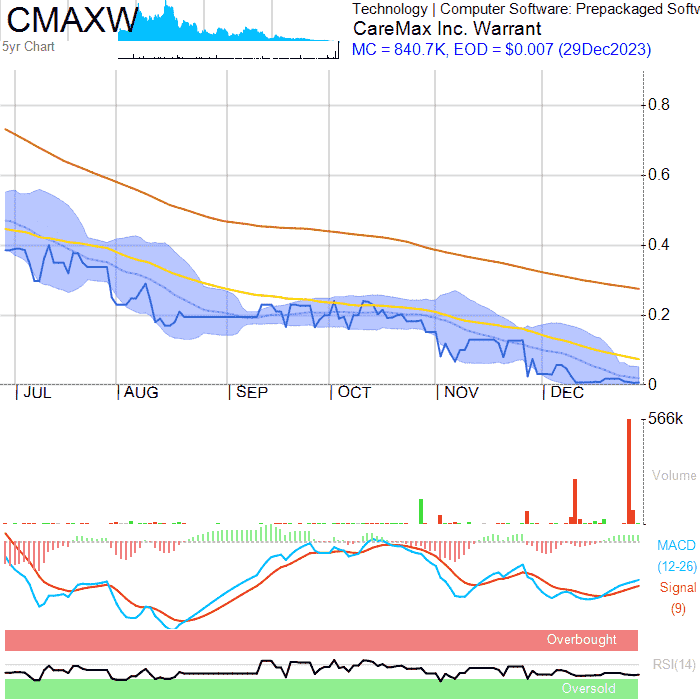 CMAXW
5yr Chart
Technology | Computer Software: Prepackaged Softw
CareMax Inc. Warrant
MC = 840.7K, EOD = $0.007 (29Dec2023)
0.8
0.6
0.4
0.2
0
JUL AUG SEP OCT NOV DEC
566k
Volume
MACD
(12-26)
Signal
(9)
Overbought
RSI(14)
Oversold